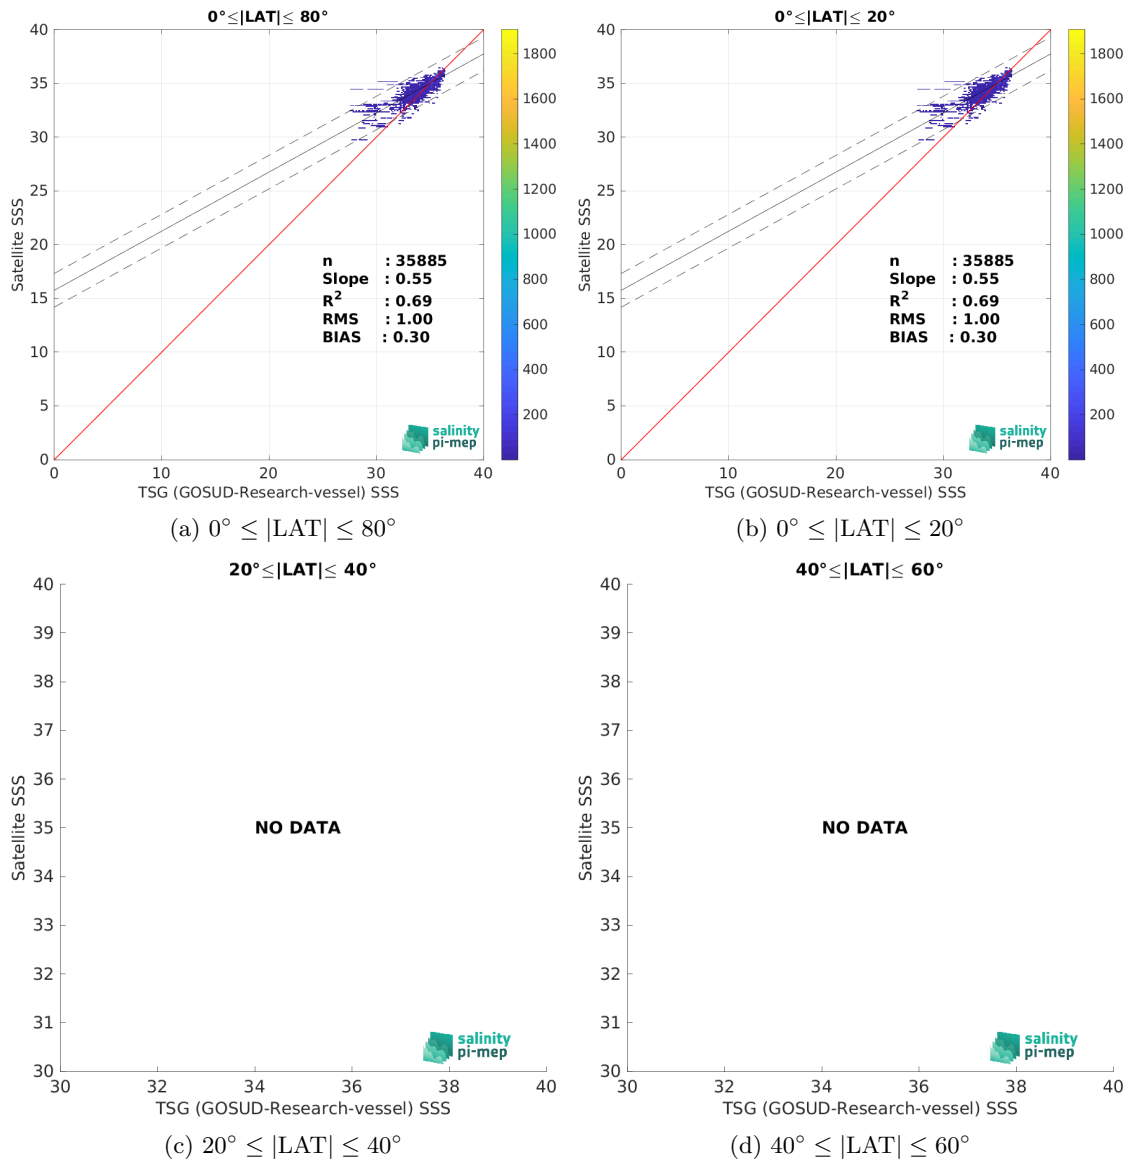 0°≤|LAT|≤ 80°
40
35
30
25
20
15
10
5
0
0
10
20
30
40
Satellite SSS
TSG (GOSUD-Research-vessel) SSS
n : 35885
Slope : 0.55
R² : 0.69
RMS : 1.00
BIAS : 0.30
salinity
pi-mep
1800
1600
1400
1200
1000
800
600
400
200
(a) 0° ≤ |LAT| ≤ 80°
0°≤|LAT|≤ 20°
40
35
30
25
20
15
10
5
0
0
10
20
30
40
Satellite SSS
TSG (GOSUD-Research-vessel) SSS
n : 35885
Slope : 0.55
R² : 0.69
RMS : 1.00
BIAS : 0.30
salinity
pi-mep
1800
1600
1400
1200
1000
800
600
400
200
(b) 0° ≤ |LAT| ≤ 20°
20°≤|LAT|≤ 40°
40
39
38
37
36
35
34
33
32
31
30
30
32
34
36
38
40
Satellite SSS
NO DATA
salinity
pi-mep
TSG (GOSUD-Research-vessel) SSS
(c) 20° ≤ |LAT| ≤ 40°
40°≤|LAT|≤ 60°
40
39
38
37
36
35
34
33
32
31
30
30
32
34
36
38
40
Satellite SSS
NO DATA
salinity
pi-mep
TSG (GOSUD-Research-vessel) SSS
(d) 40° ≤ |LAT| ≤ 60°